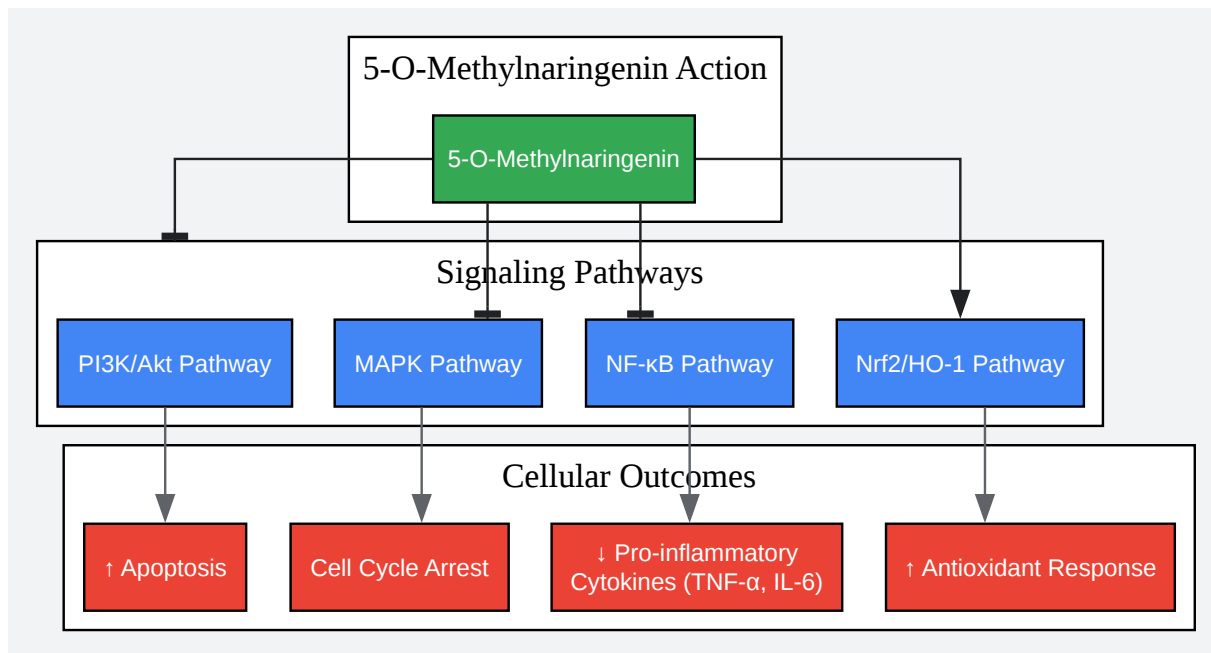 5-O-Methylnaringenin Action
5-O-Methylnaringenin
Signaling Pathways
PI3K/Akt Pathway
MAPK Pathway
NF-κB Pathway
Nrf2/HO-1 Pathway
Cellular Outcomes
↑ Apoptosis
Cell Cycle Arrest
↓ Pro-inflammatory
Cytokines (TNF-α, IL-6)
↑ Antioxidant Response